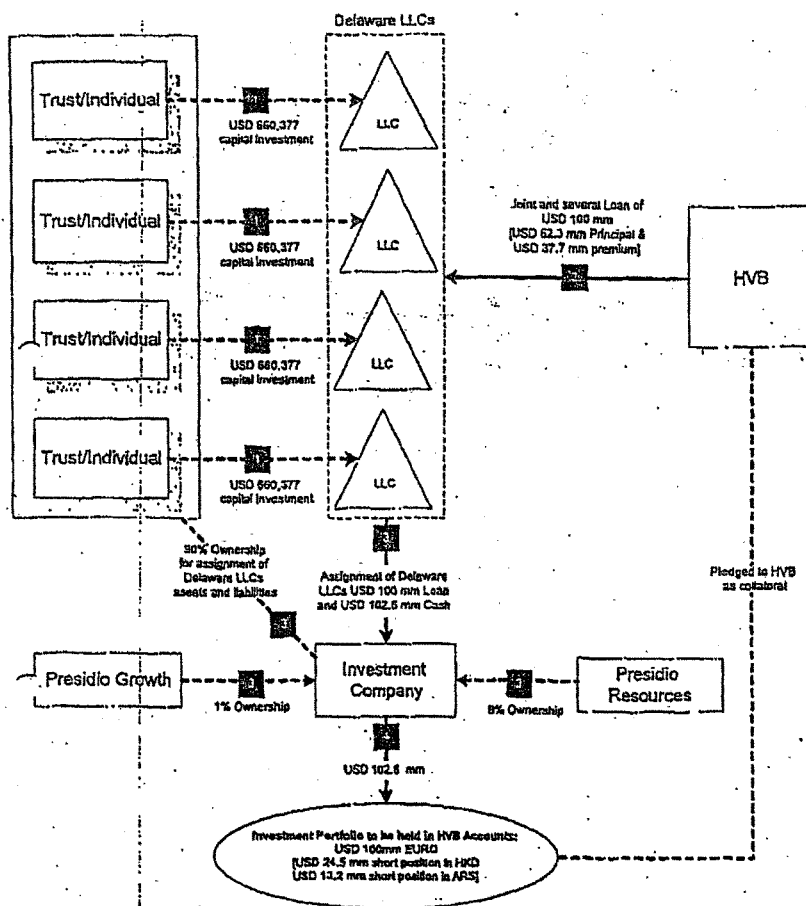 Delaware LLCs
Trust/Individual
USD 660,377
capital investment
LLC
Trust/Individual
USD 660,377
capital investment
LLC
Joint and several Loan of
USD 100 mm
[USD 62.3 mm Principal &
USD 37.7 mm premium]
HVB
Trust/Individual
USD 660,377
capital investment
LLC
Trust/Individual
USD 660,377
capital investment
LLC
90% Ownership
for assignment of
Delaware LLCs
assets and liabilities
Assignment of Delaware
LLCs USD 100 mm Loan
and USD 102.6 mm Cash
Pledged to HVB
as collateral
Presidio Growth
1% Ownership
Investment
Company
Ownership
Presidio
Resources
USD 102.6 mm
Investment Portfolio to be held in HVB Accounts:
USD 100mm EURO
[USD 24.5 mm short position in HKD
USD 13.2 mm short position in ARS]